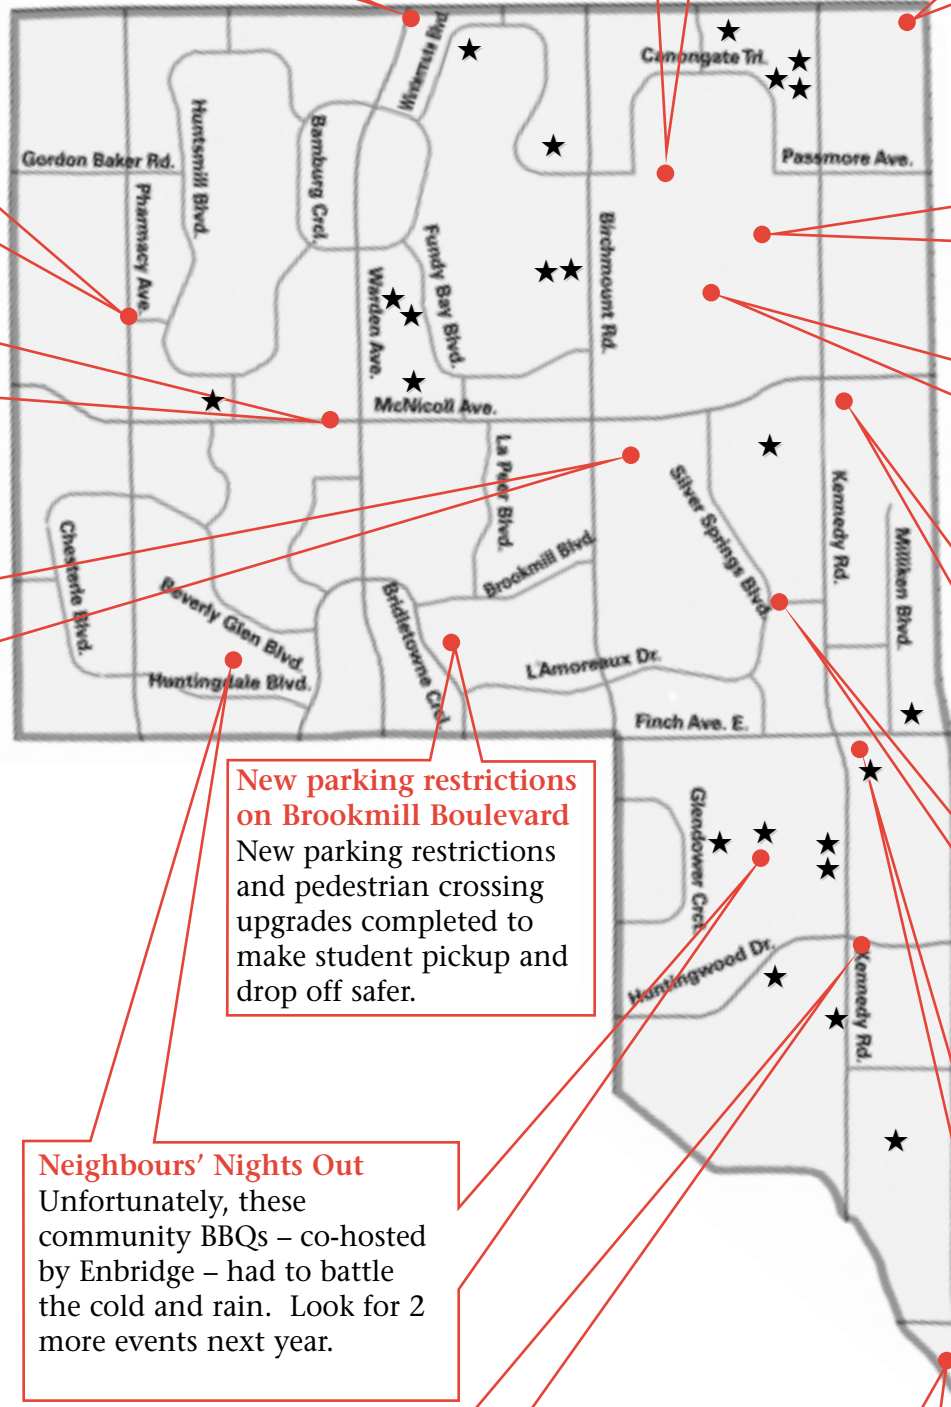 Winkermate Blvd
Canongate Trl.
Huntsmill Blvd.
Bamburg Crcl.
Gordon Baker Rd.
Passmore Ave.
Pharmacy Ave.
Birchmount Rd.
Fundy Bay Blvd.
Warden Ave.
McNicoll Ave.
La Peer Blvd.
Silver Springs Blvd.
Kennedy Rd.
Milliken Blvd.
Chesterle Blvd.
Brookmill Blvd.
Beverly Glen Blvd.
Bridletowne Crcl.
L'Amoreaux Dr.
Huntingdale Blvd.
Finch Ave. E.
New parking restrictions
on Brookmill Boulevard
New parking restrictions
and pedestrian crossing
upgrades completed to
make student pickup and
drop off safer.
Glendower Crct.
Huntingwood Dr.
Kennedy Rd.
Neighbours’ Nights Out
Unfortunately, these
community BBQs – co-hosted
by Enbridge – had to battle
the cold and rain.  Look for 2
more events next year.